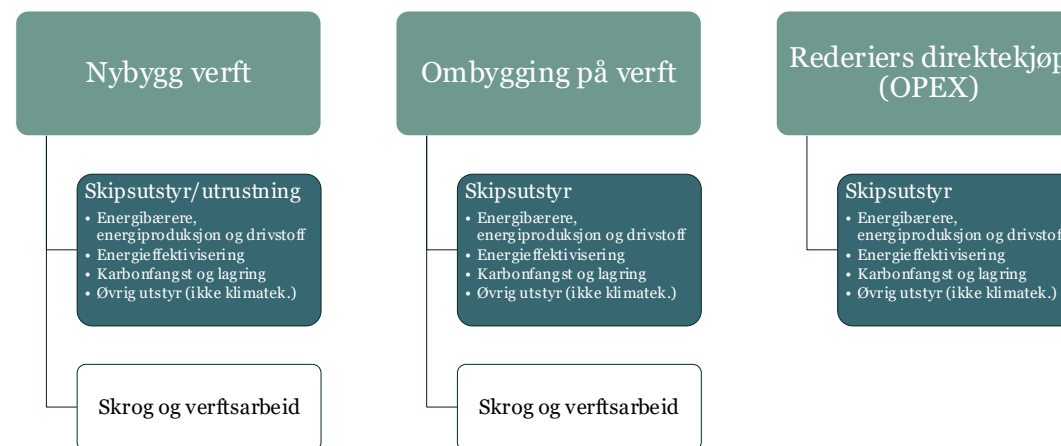 Nybygg verft
Skipsutstyr/utrustning
• Energibærere,
energiproduksjon og drivstoff
• Energieffektivisering
• Karbonfangst og lagring
• Øvrig utstyr (ikke klimatek.)
Skrog og verftsarbeid
Ombygging på verft
Skipsutstyr
• Energibærere,
energiproduksjon og drivstoff
• Energieffektivisering
• Karbonfangst og lagring
• Øvrig utstyr (ikke klimatek.)
Skrog og verftsarbeid
Rederiers direktekjøp
(OPEX)
Skipsutstyr
• Energibærere,
energiproduksjon og drivstoff
• Energieffektivisering
• Karbonfangst og lagring
• Øvrig utstyr (ikke klimatek.)